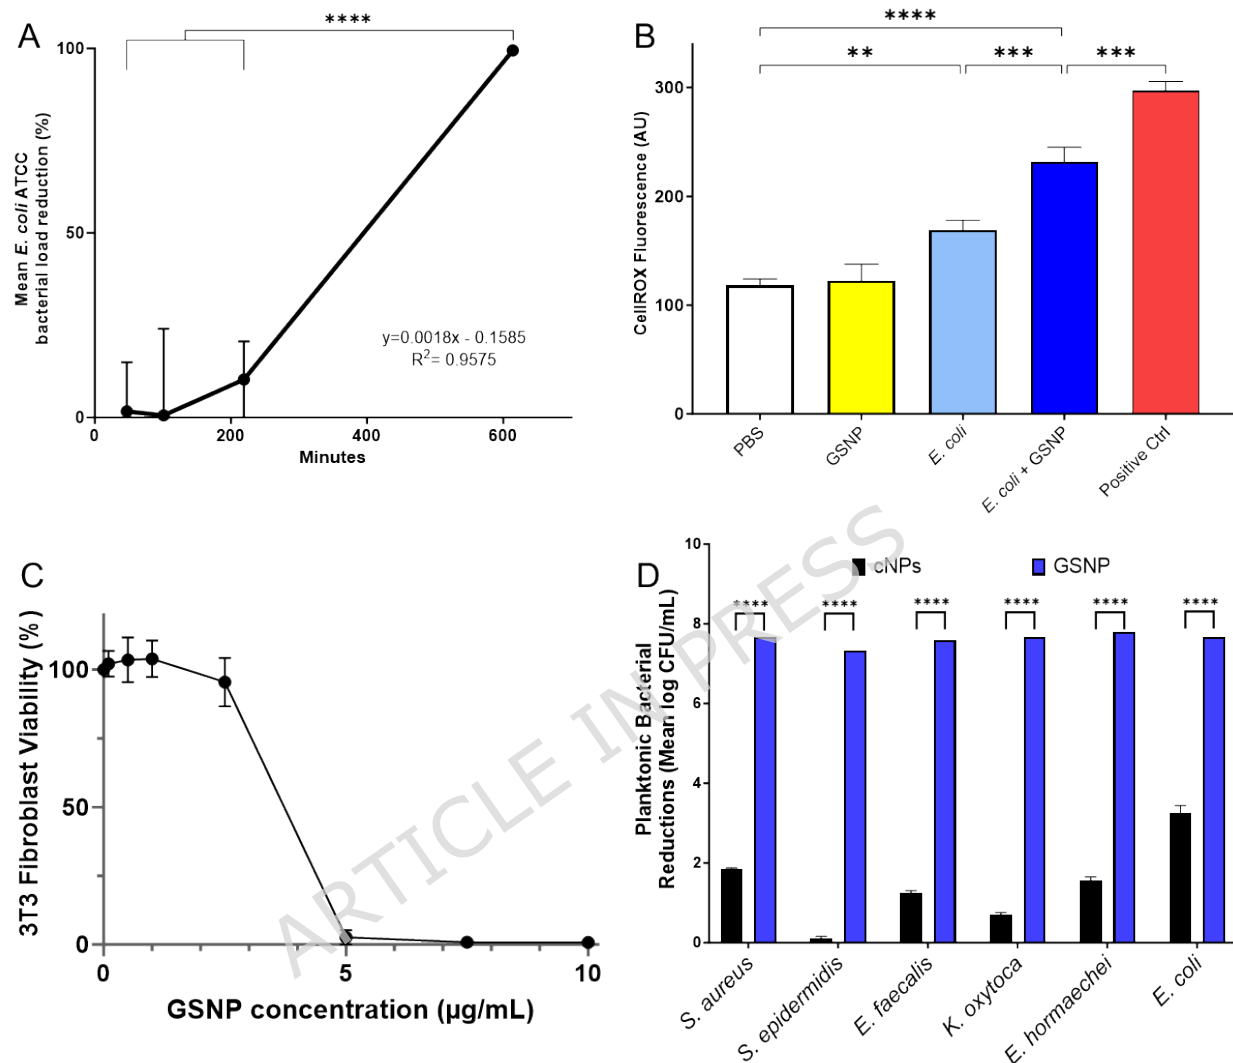 A
****
100
50
0
0
200
400
600
Mean E. coli ATCC
bacterial load reduction (%)
y=0.0018x - 0.1585
R2= 0.9575
Minutes
B
****
**
***
***
300
200
100
0
CellROX Fluorescence (AU)
PBS
GSNP
E. coli
E. coli + GSNP
Positive Ctrl
C
100
50
0
0
5
10
3T3 Fibroblast Viability (%)
GSNP concentration (µg/mL)
D
cNPs
GSNP
10
8
6
4
2
0
****
****
****
****
****
****
Planktonic Bacterial
Reductions (Mean log CFU/mL)
S. aureus
S. epidermidis
E. faecalis
K. oxytoca
E. hormaechei
E. coli
ARTICLE IN PRESS